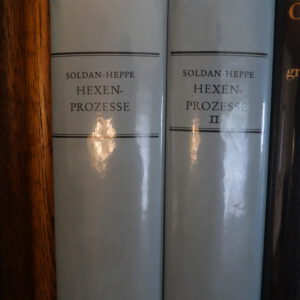 SOLDAN-HEPPE
HEXEN-
PROZESSE
SOLDAN-HEPPE
HEXEN-
PROZESSE
II